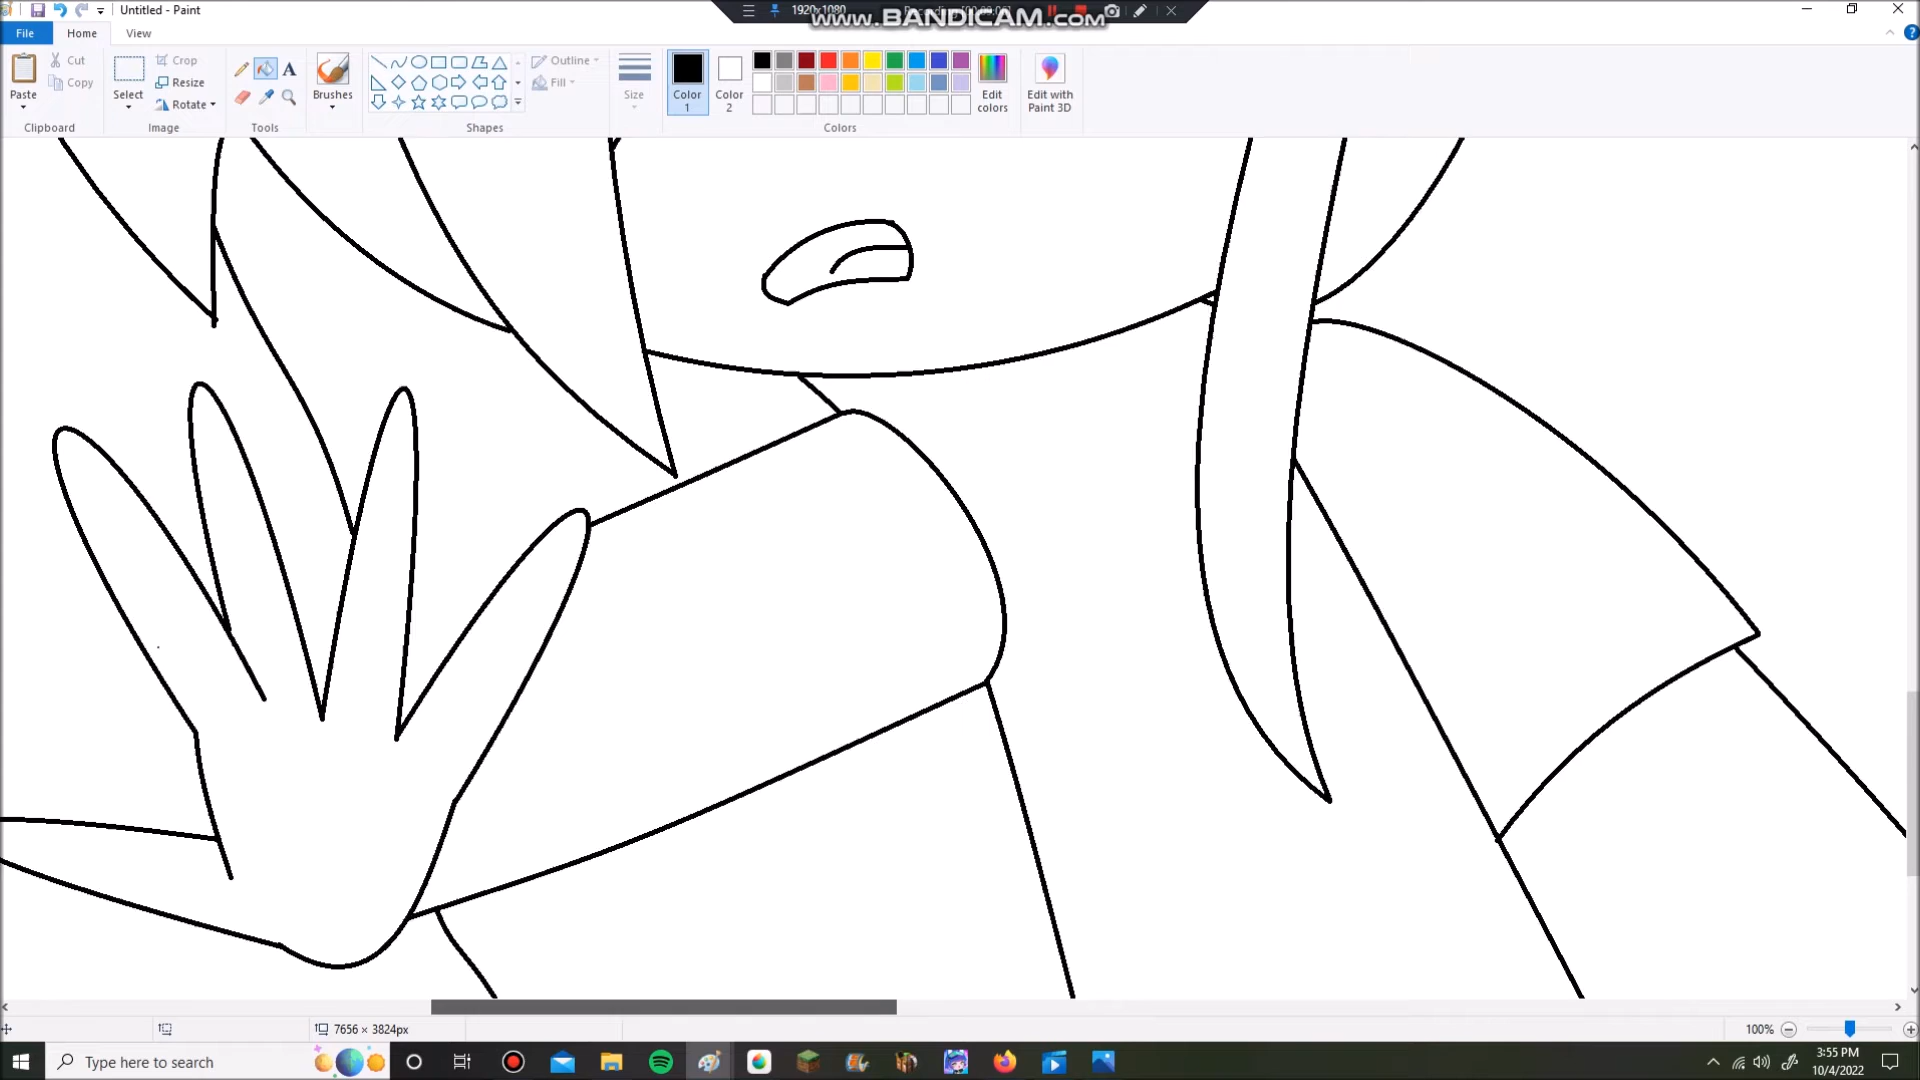 Untitled - Paint
1920x1080
www.BANDICAM.com
File
Home
View
Paste
Cut
Copy
Clipboard
Select
Crop
Resize
Rotate
Image
A
Tools
Brushes
Outline
Fill
Shapes
Size
Color
1
Color
2
Edit
colors
Colors
Edit with
Paint 3D
7656 × 3824px
100%
Type here to search
3:55 PM
10/4/2022